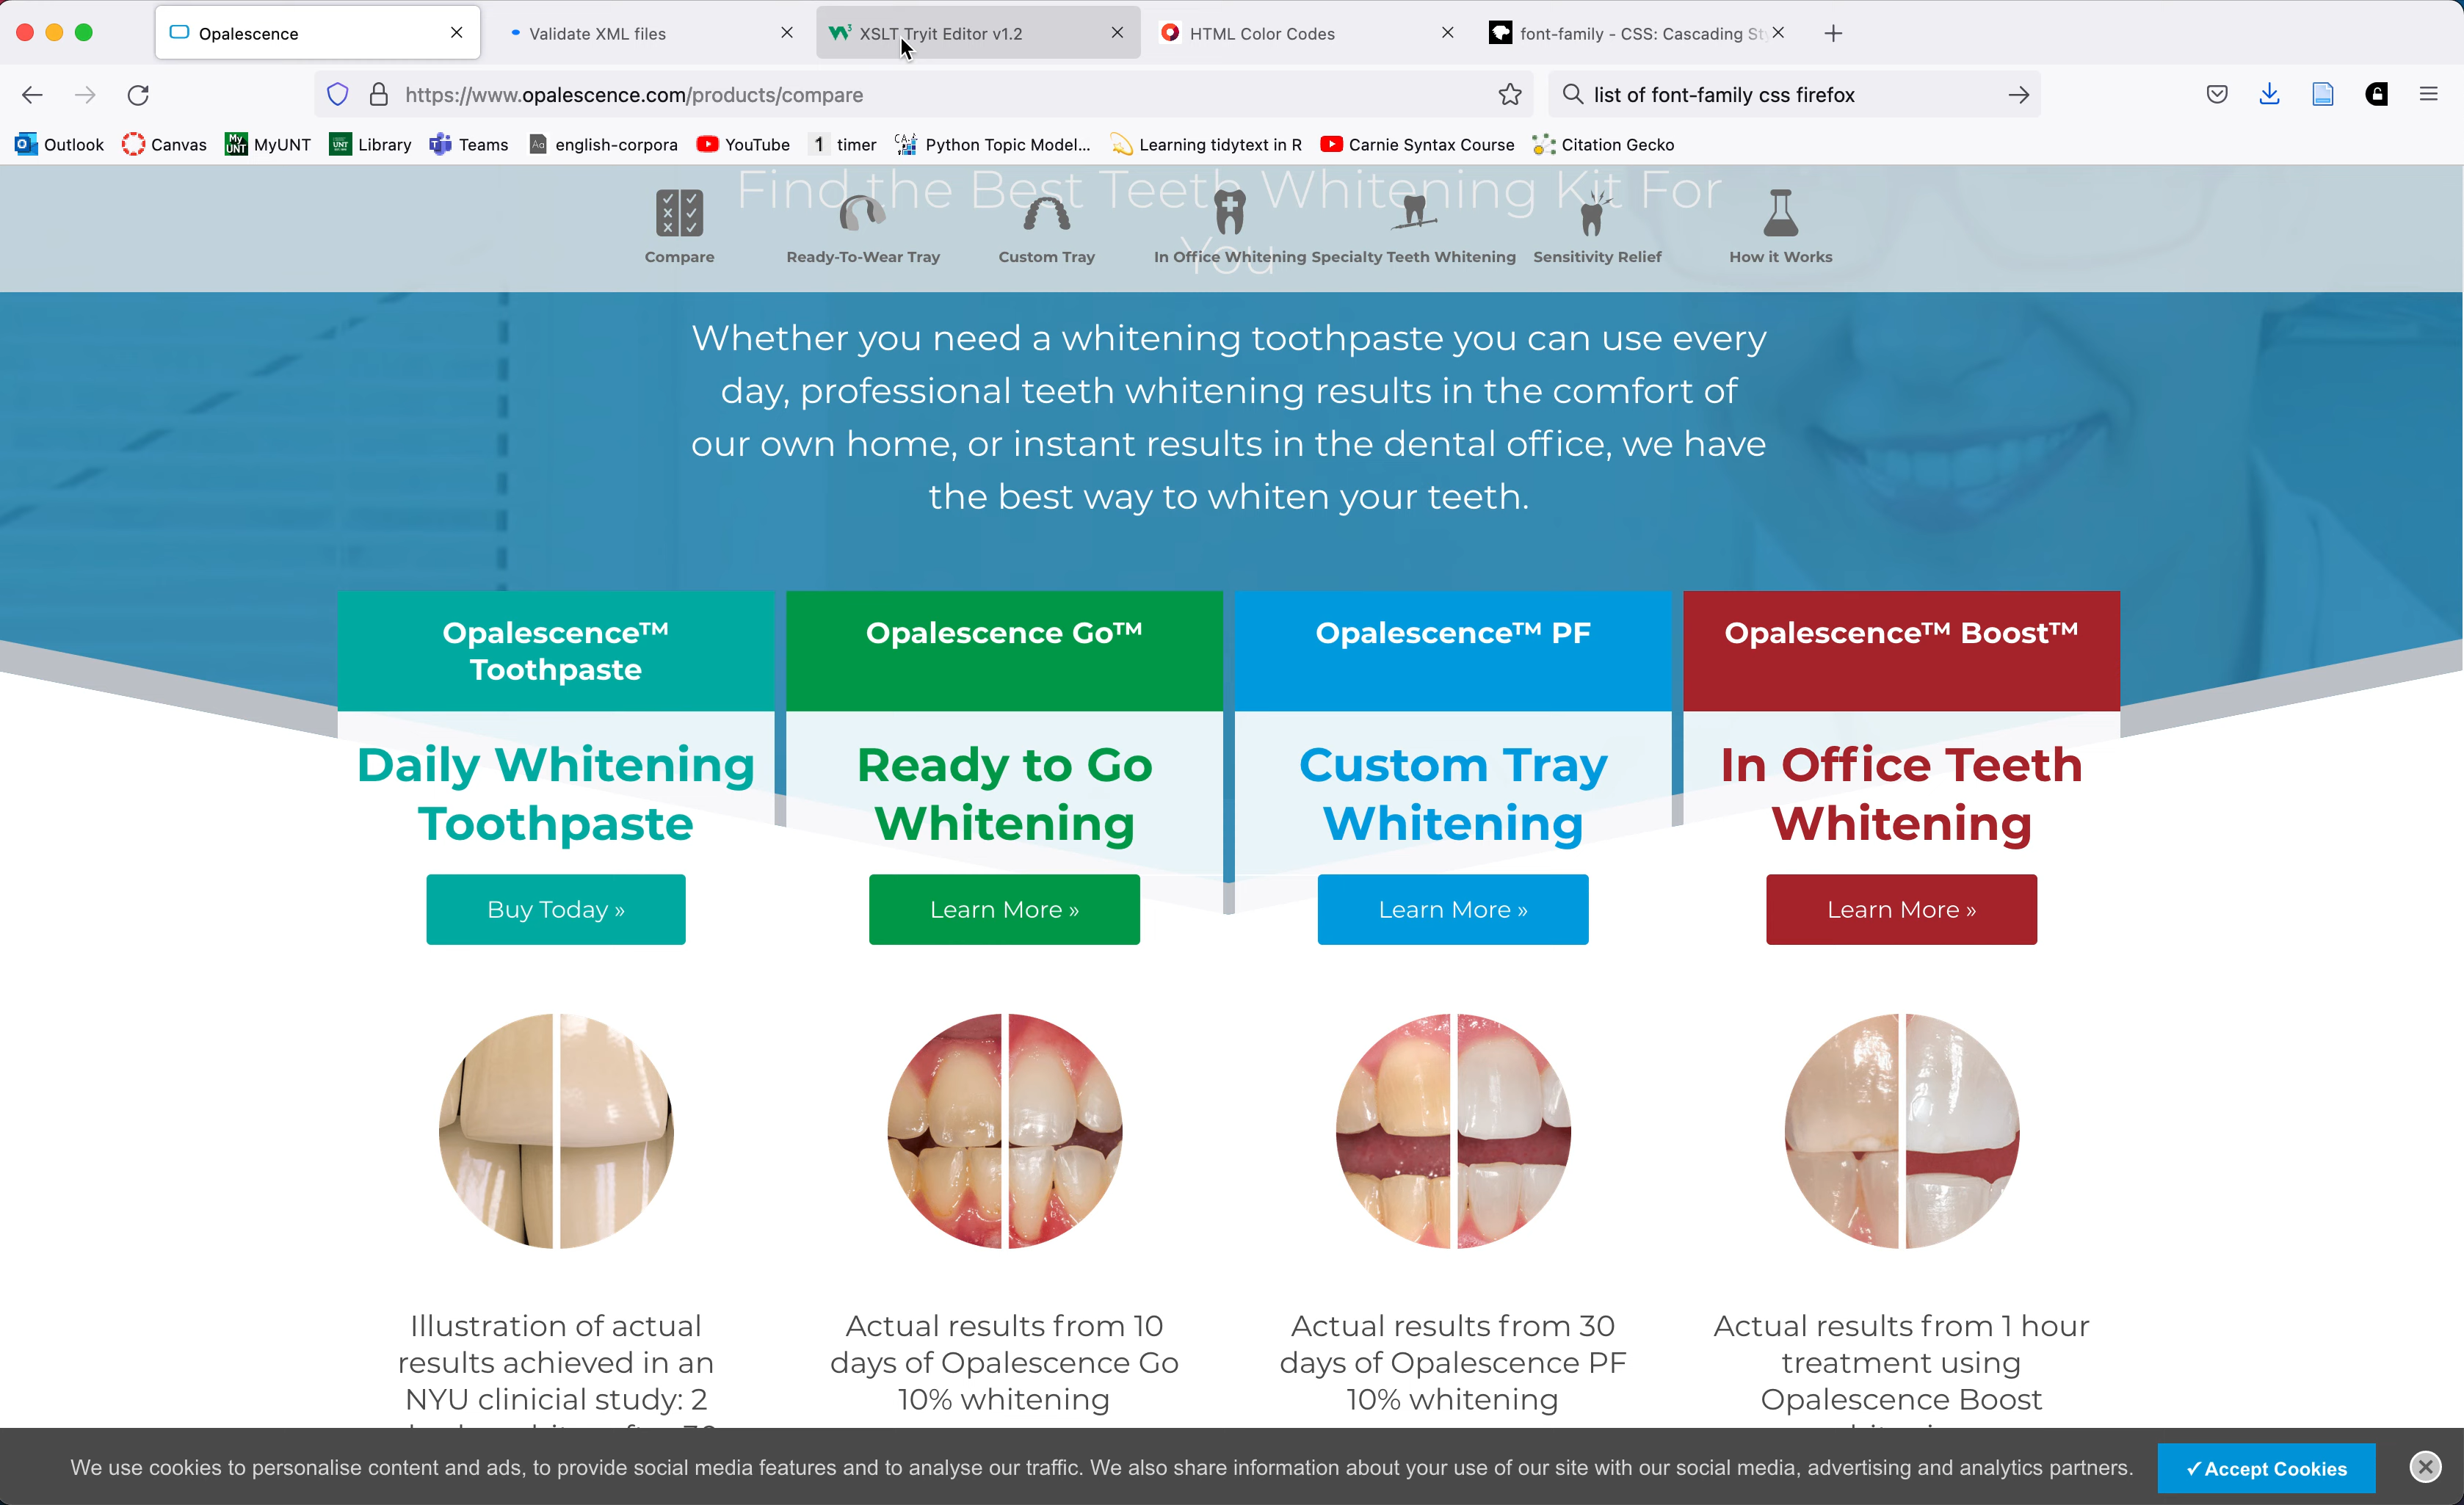 Opalescence
Validate XML files
XSLT Tryit Editor v1.2
HTML Color Codes
font-family - CSS: Cascading St
https://www.opalescence.com/products/compare
list of font-family css firefox
Outlook
Canvas
MyUNT
Library
Teams
english-corpora
YouTube
1 timer
Python Topic Model...
Learning tidytext in R
Carnie Syntax Course
Citation Gecko
Find the Best Teeth Whitening Kit For
You
Compare
Ready-To-Wear Tray
Custom Tray
In Office Whitening
Specialty Teeth Whitening
Sensitivity Relief
How it Works
Whether you need a whitening toothpaste you can use every
day, professional teeth whitening results in the comfort of
our own home, or instant results in the dental office, we have
the best way to whiten your teeth.
Opalescence™
Toothpaste
Daily Whitening
Toothpaste
Buy Today »
Illustration of actual
results achieved in an
NYU clinicial study: 2
Opalescence Go™
Ready to Go
Whitening
Learn More »
Actual results from 10
days of Opalescence Go
10% whitening
Opalescence™ PF
Custom Tray
Whitening
Learn More »
Actual results from 30
days of Opalescence PF
10% whitening
Opalescence™ Boost™
In Office Teeth
Whitening
Learn More »
Actual results from 1 hour
treatment using
Opalescence Boost
We use cookies to personalise content and ads, to provide social media features and to analyse our traffic. We also share information about your use of our site with our social media, advertising and analytics partners.
✓Accept Cookies